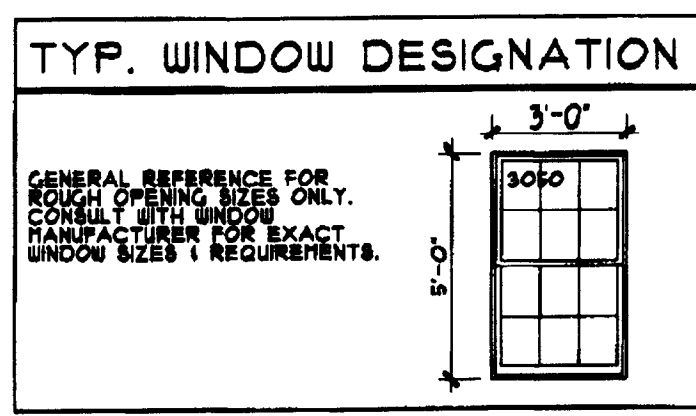 TYP. WINDOW DESIGNATION
3'-0"
GENERAL REFERENCE FOR
ROUGH OPENING SIZES ONLY.
CONSULT WITH WINDOW
MANUFACTURER FOR EXACT
WINDOW SIZES & REQUIREMENTS.
3050
5'-0"